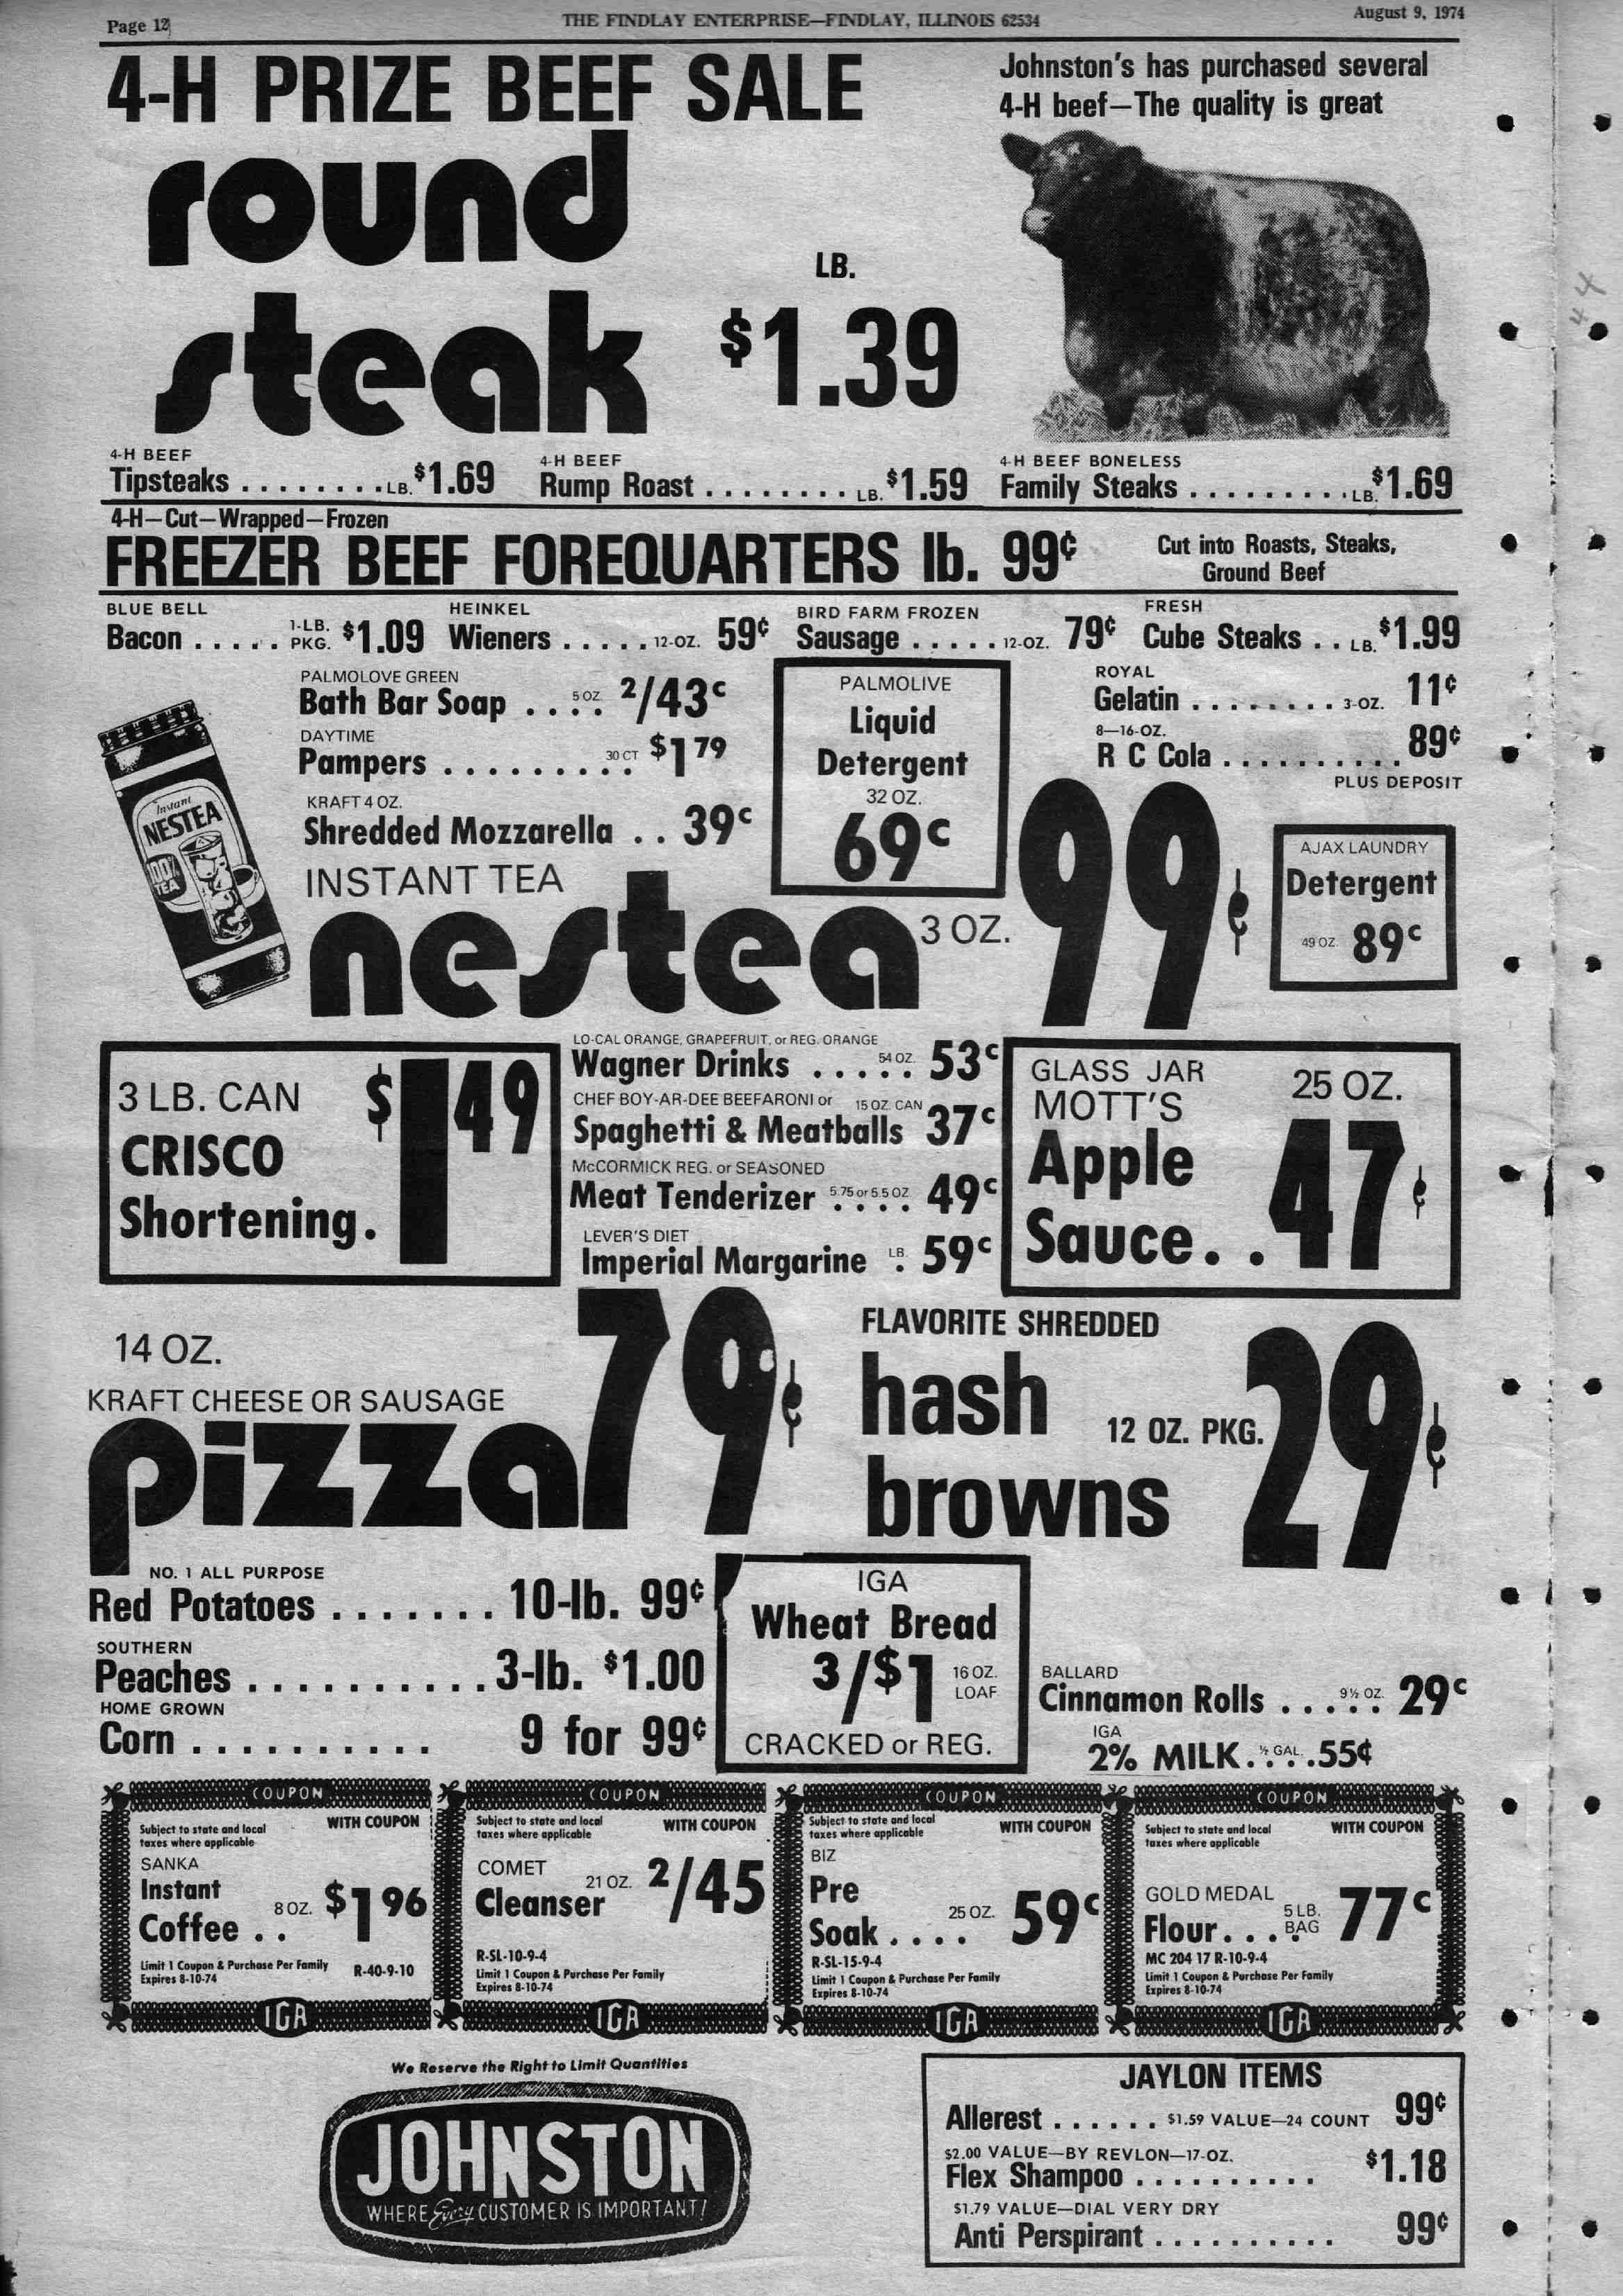 Page 12
THE FINDLAY ENTERPRISE—FINDLAY, ILLINOIS 62534
August 9, 1974
4-H PRIZE BEEF SALE
Johnston's has purchased several
4-H beef—The quality is great
round
steak
LB.
$1.39
4-H BEEF
Tipsteaks ........ LB. $1.69
4-H BEEF
Rump Roast ........ LB. $1.59
4-H BEEF BONELESS
Family Steaks ......... LB. $1.69
4-H—Cut—Wrapped—Frozen
FREEZER BEEF FOREQUARTERS lb. 99¢
Cut into Roasts, Steaks,
Ground Beef
BLUE BELL
Bacon ..... 1-LB. PKG. $1.09
HEINKEL
Wieners ..... 12-OZ. 59¢
BIRD FARM FROZEN
Sausage ..... 12-OZ. 79¢
FRESH
Cube Steaks .. LB. $1.99
PALMOLOVE GREEN
Bath Bar Soap .... 5 OZ. 2/43c
DAYTIME
Pampers ......... 30 CT $1 79
KRAFT 4 OZ.
Shredded Mozzarella .. 39c
PALMOLIVE
Liquid
Detergent
32 OZ.
69c
ROYAL
Gelatin ........ 3-OZ. 11¢
8—16-OZ.
R C Cola .......... 89¢
PLUS DEPOSIT
Instant
NESTEA
100%
TEA
INSTANT TEA
nestea
3 OZ.
99¢
AJAX LAUNDRY
Detergent
49 OZ. 89c
3 LB. CAN
CRISCO
Shortening.
$1 49
LO-CAL ORANGE, GRAPEFRUIT, or REG. ORANGE
Wagner Drinks ..... 54 OZ. 53c
CHEF BOY-AR-DEE BEEFARONI or 15 OZ. CAN
Spaghetti & Meatballs 37c
McCORMICK REG. or SEASONED
Meat Tenderizer 5.75 or 5.5 OZ .... 49c
LEVER'S DIET
Imperial Margarine LB. . 59c
GLASS JAR
MOTT'S
25 OZ.
Apple
Sauce..
47¢
14 OZ.
KRAFT CHEESE OR SAUSAGE
pizza
79¢
FLAVORITE SHREDDED
hash
browns
12 OZ. PKG.
29¢
NO. 1 ALL PURPOSE
Red Potatoes ....... 10-lb. 99¢
SOUTHERN
Peaches .......... 3-lb. $1.00
HOME GROWN
Corn .......... 9 for 99¢
IGA
Wheat Bread
3/$1 16 OZ. LOAF
CRACKED or REG.
BALLARD
Cinnamon Rolls ..... 9½ OZ. 29c
IGA
2% MILK.... ½ GAL. 55¢
COUPON
Subject to state and local
taxes where applicable
WITH COUPON
SANKA
Instant
Coffee .. 8 OZ. $1 96
Limit 1 Coupon & Purchase Per Family
Expires 8-10-74
R-40-9-10
IGA
COUPON
Subject to state and local
taxes where applicable
WITH COUPON
COMET
Cleanser 21 OZ. 2/45
R-SL-10-9-4
Limit 1 Coupon & Purchase Per Family
Expires 8-10-74
IGA
COUPON
Subject to state and local
taxes where applicable
WITH COUPON
BIZ
Pre
Soak .... 25 OZ. 59c
R-SL-15-9-4
Limit 1 Coupon & Purchase Per Family
Expires 8-10-74
IGA
COUPON
Subject to state and local
taxes where applicable
WITH COUPON
GOLD MEDAL
Flour.... 5 LB. BAG 77c
MC 204 17 R-10-9-4
Limit 1 Coupon & Purchase Per Family
Expires 8-10-74
IGA
We Reserve the Right to Limit Quantities
JOHNSTON
WHERE Every CUSTOMER IS IMPORTANT!
JAYLON ITEMS
Allerest ...... $1.59 VALUE—24 COUNT 99¢
$2.00 VALUE—BY REVLON—17-OZ.
Flex Shampoo .......... $1.18
$1.79 VALUE—DIAL VERY DRY
Anti Perspirant .......... 99¢
44